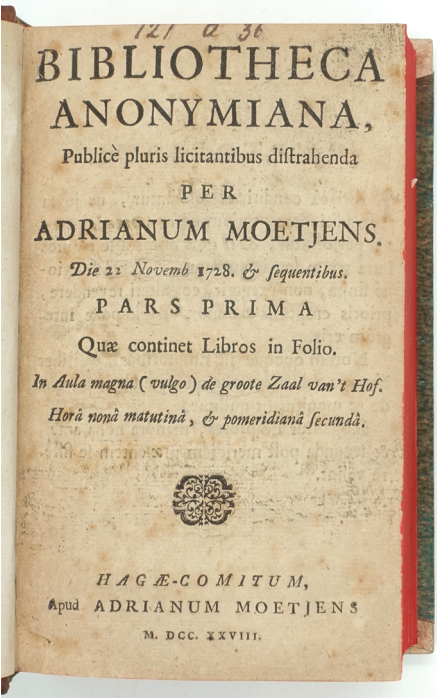 121 a 36
BIBLIOTHECA
ANONYMIANA,
Publicè pluris licitantibus diſtrahenda
PER
ADRIANUM MOETJENS.
Die 22 Novemb 1728. & ſequentibus.
PARS PRIMA
Quæ continet Libros in Folio.
In Aula magna ( vulgo ) de groote Zaal van't Hof.
Horâ nonâ matutinâ, & pomeridianâ ſecundâ.
HAGÆ-COMITUM,
Apud ADRIANUM MOETJENS
M. DCC. XXVIII.